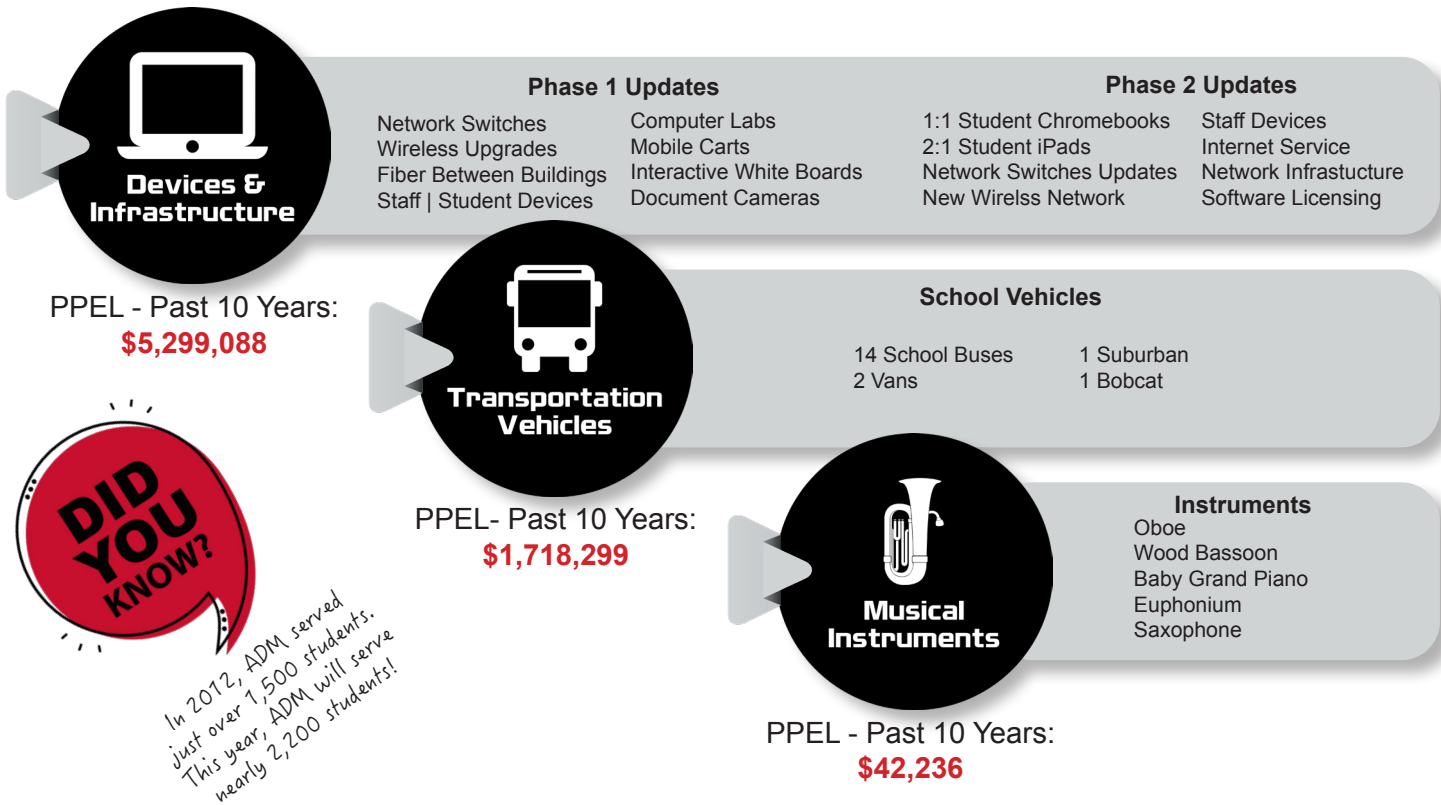 Devices &
Infrastructure
PPEL - Past 10 Years:
$5,299,088
Phase 1 Updates
Network Switches
Wireless Upgrades
Fiber Between Buildings
Staff | Student Devices
Computer Labs
Mobile Carts
Interactive White Boards
Document Cameras
Phase 2 Updates
1:1 Student Chromebooks
2:1 Student iPads
Network Switches Updates
New Wirelss Network
Staff Devices
Internet Service
Network Infrastucture
Software Licensing
Transportation
Vehicles
PPEL- Past 10 Years:
$1,718,299
School Vehicles
14 School Buses
2 Vans
1 Suburban
1 Bobcat
DID
YOU
KNOW?
In 2012, ADM served
just over 1,500 students.
This year, ADM will serve
nearly 2,200 students!
Musical
Instruments
PPEL - Past 10 Years:
$42,236
Instruments
Oboe
Wood Bassoon
Baby Grand Piano
Euphonium
Saxophone